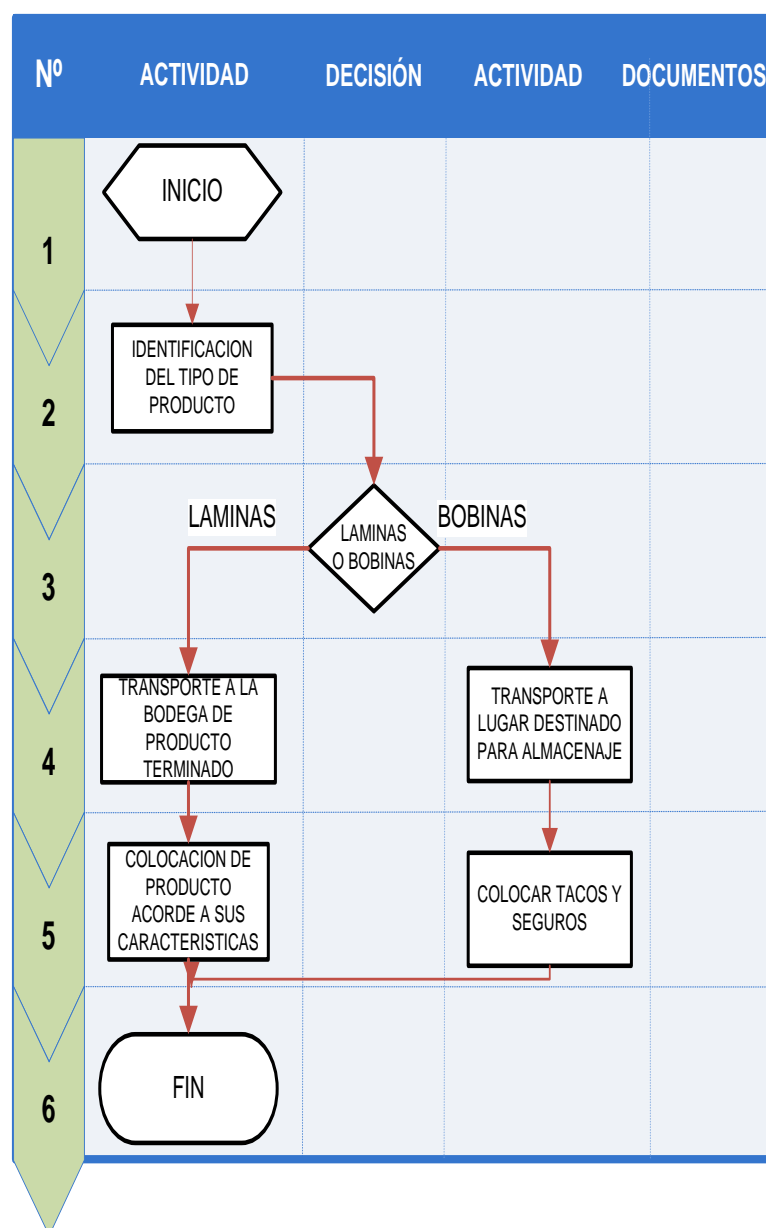 Nº ACTIVIDAD DECISIÓN ACTIVIDAD DOCUMENTOS
INICIO
1
IDENTIFICACION
DEL TIPO DE
PRODUCTO
2
LAMINAS
BOBINAS
LAMINAS
O BOBINAS
3
TRANSPORTE A LA
BODEGA DE
PRODUCTO
TERMINADO
TRANSPORTE A
LUGAR DESTINADO
PARA ALMACENAJE
4
COLOCACION DE
PRODUCTO
ACORDE A SUS
CARACTERISTICAS
COLOCAR TACOS Y
SEGUROS
5
FIN
6